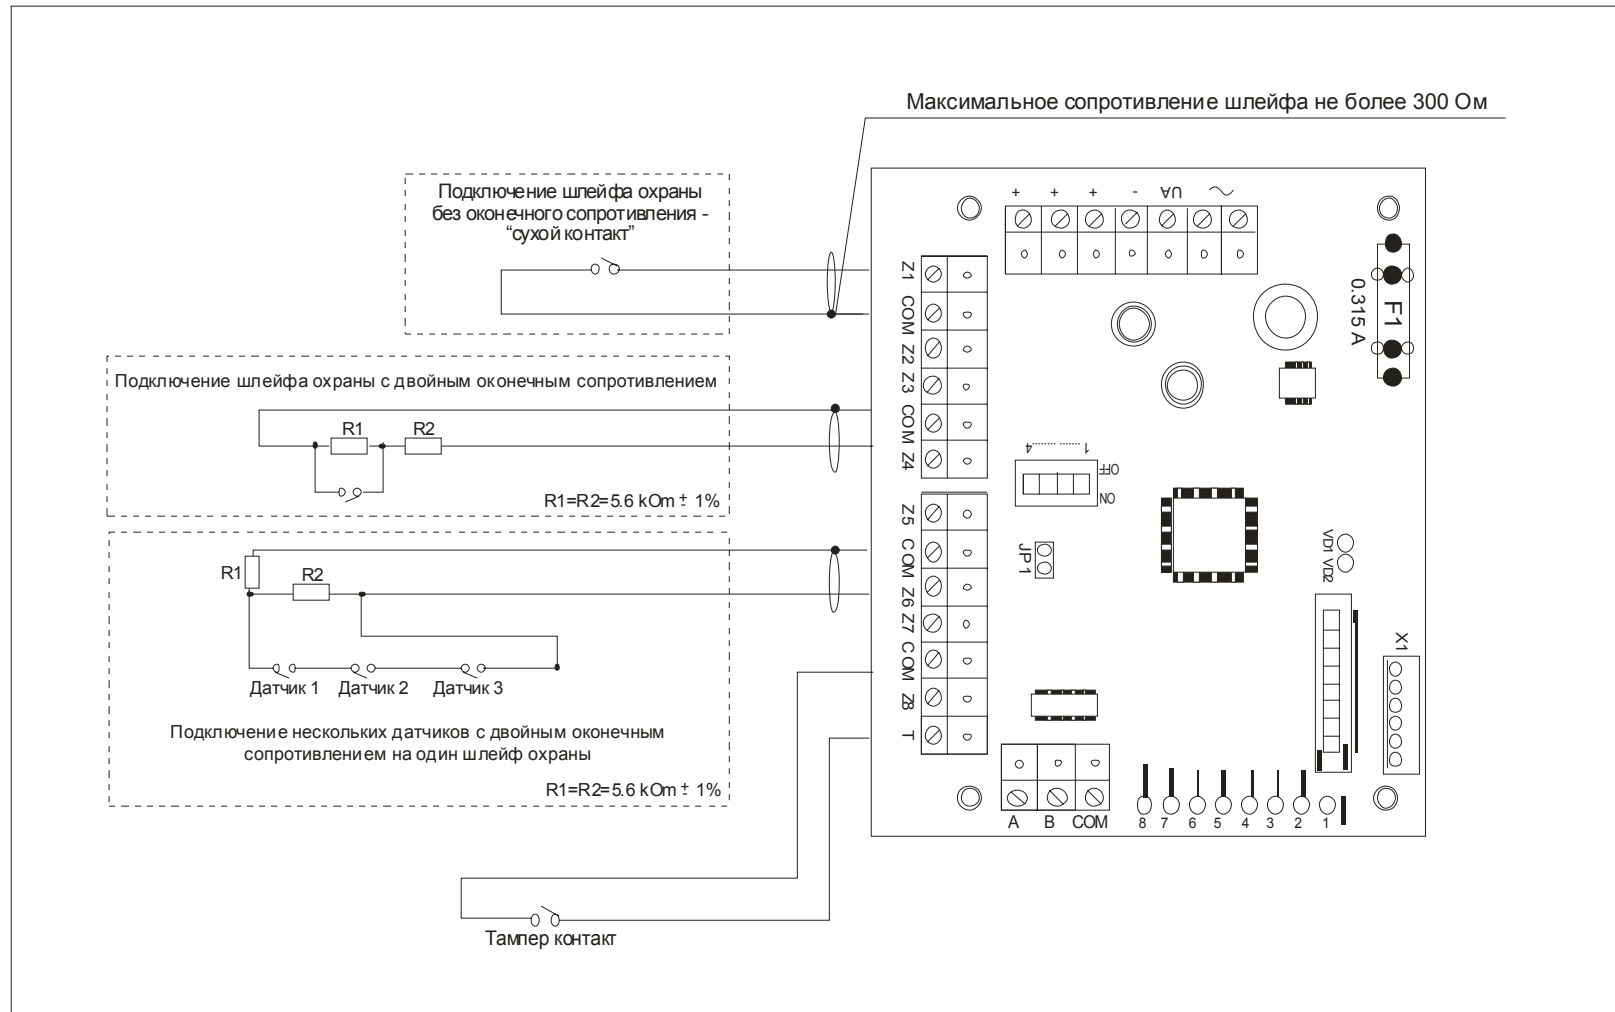 Максимальное сопротивление шлейфа не более 300 Ом
Подключение шлейфа охраны
без оконечного сопротивления -
“сухой контакт”
Подключение шлейфа охраны с двойным оконечным сопротивлением
R1
R2
R1=R2=5.6 kOm ± 1%
R1
R2
Датчик 1
Датчик 2
Датчик 3
Подключение нескольких датчиков с двойным оконечным
сопротивлением на один шлейф охраны
R1=R2=5.6 kOm ± 1%
Тампер контакт
+ + + - UA ~
Z1
COM
Z2
Z3
COM
Z4
Z5
COM
Z6
Z7
COM
Z8
T
F1
0.315 A
4 ........ ...... 1
OFF
ON
JP1
VD1 VD2
X1
A B COM
8 7 6 5 4 3 2 1